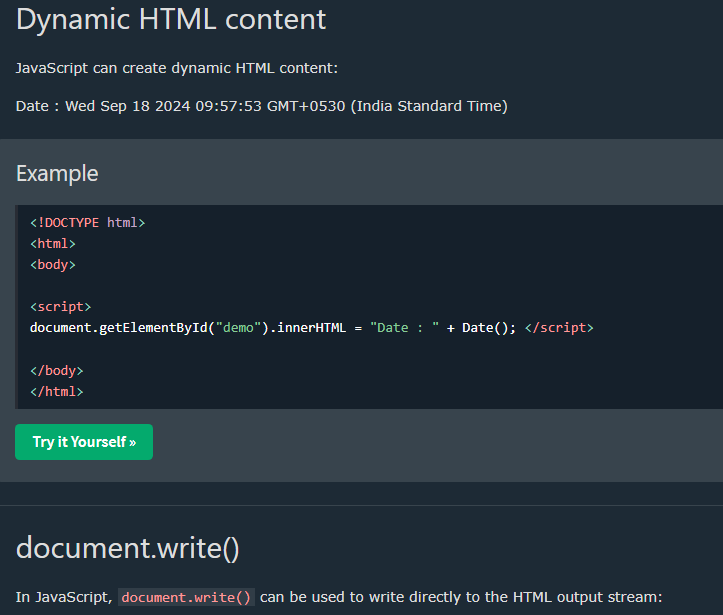 Dynamic HTML content
JavaScript can create dynamic HTML content:
Date : Wed Sep 18 2024 09:57:53 GMT+0530 (India Standard Time)
Example
<!DOCTYPE html>
<html>
<body>
<script>
document.getElementById("demo").innerHTML = "Date : " + Date(); </script>
</body>
</html>
Try it Yourself »
document.write()
In JavaScript, document.write() can be used to write directly to the HTML output stream: